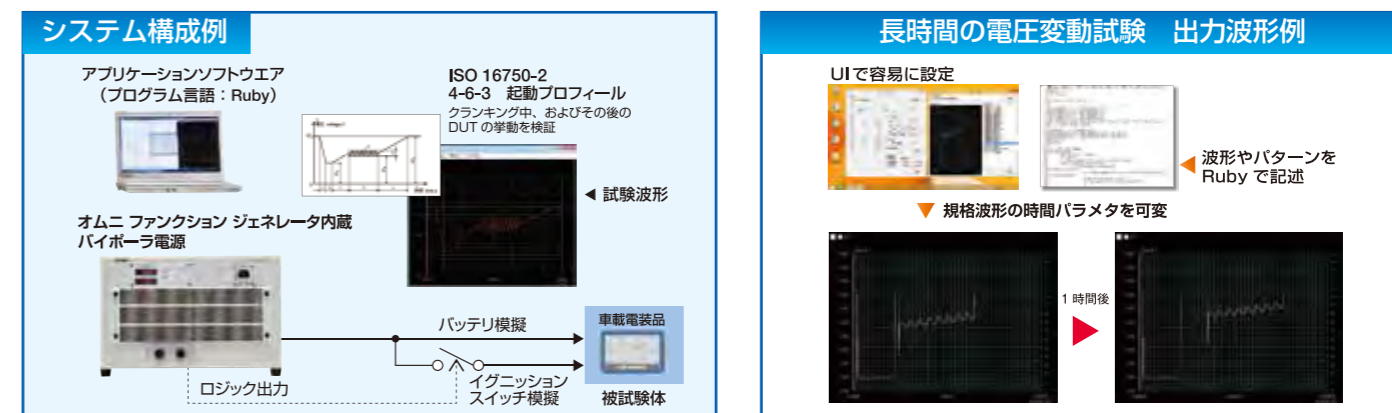 システム構成例
アプリケーションソフトウエア
（プログラム言語：Ruby）
ISO 16750-2
4-6-3　起動プロフィール
クランキング中、およびその後の
DUT の挙動を検証
◀ 試験波形
オムニ ファンクション ジェネレータ内蔵
バイポーラ電源
バッテリ模擬
車載電装品
ロジック出力
イグニッション
スイッチ模擬
被試験体
長時間の電圧変動試験　出力波形例
UIで容易に設定
波形やパターンを
Ruby で記述
▼ 規格波形の時間パラメタを可変
1 時間後